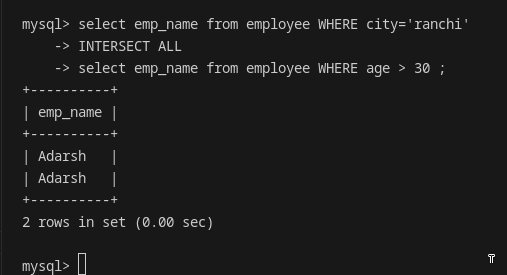 mysql> select emp_name from employee WHERE city='ranchi'
    -> INTERSECT ALL
    -> select emp_name from employee WHERE age > 30 ;
+----------+
| emp_name |
+----------+
| Adarsh   |
| Adarsh   |
+----------+
2 rows in set (0.00 sec)

mysql>